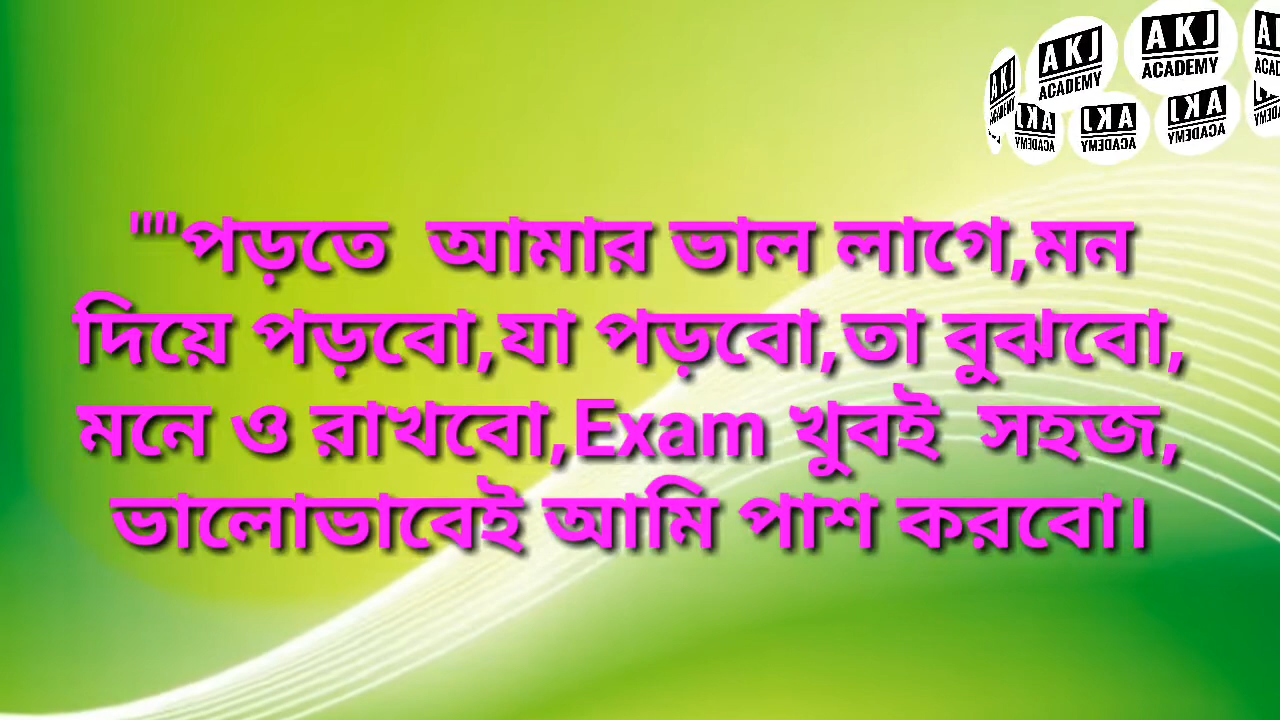 AKJ
ACADEMY
""পড়তে আমার ভাল লাগে,মন
দিয়ে পড়বো,যা পড়বো,তা বুঝবো,
মনে ও রাখবো,Exam খুবই সহজ,
ভালোভাবেই আমি পাশ করবো।